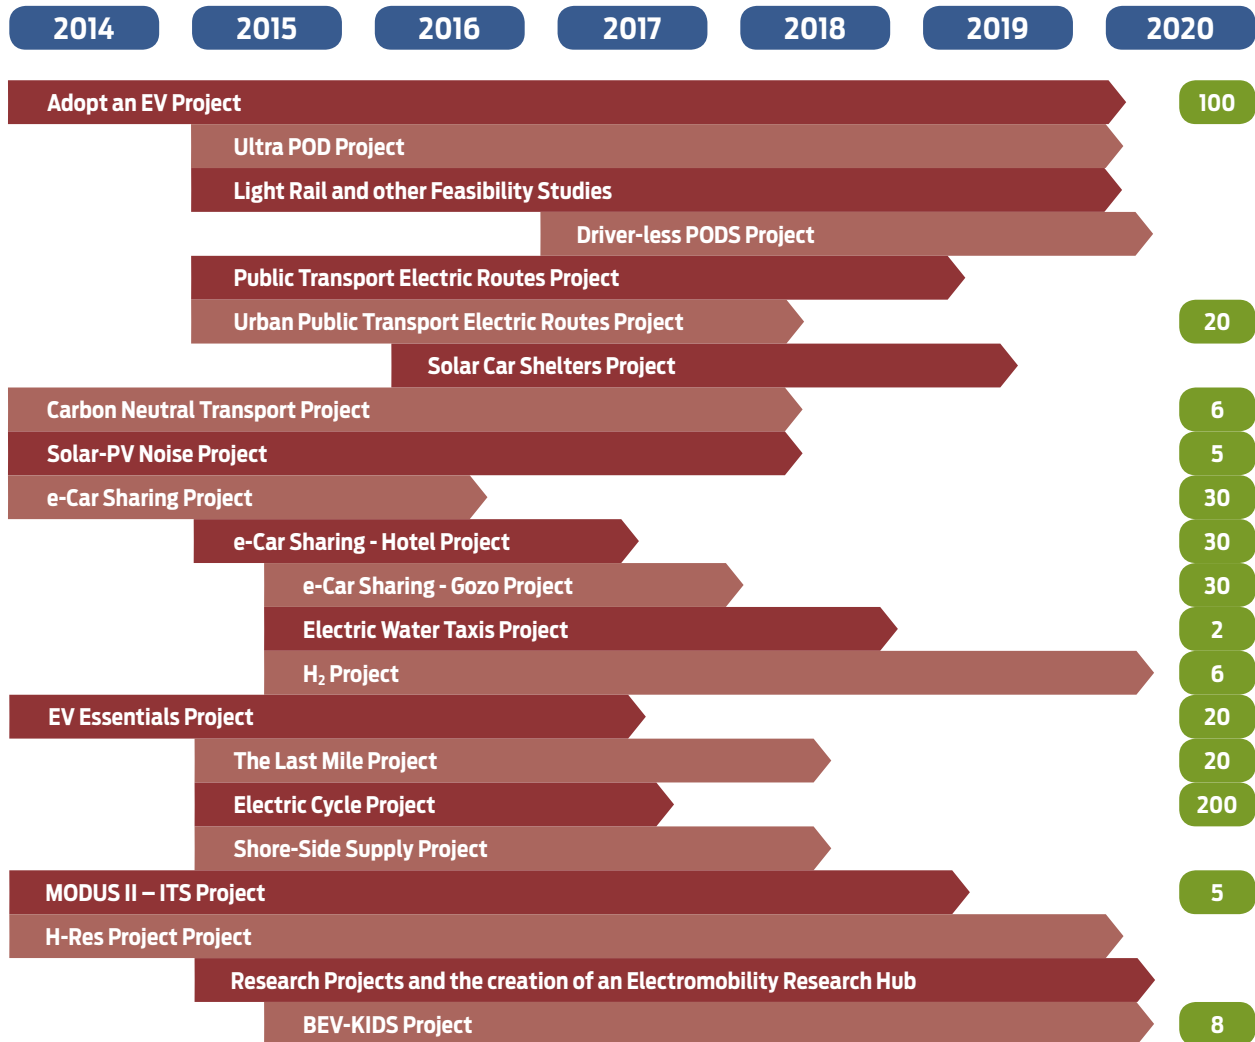 2014 2015 2016 2017 2018 2019 2020
Adopt an EV Project 100
Ultra POD Project
Light Rail and other Feasibility Studies
Driver-less PODS Project
Public Transport Electric Routes Project
Urban Public Transport Electric Routes Project 20
Solar Car Shelters Project
Carbon Neutral Transport Project 6
Solar-PV Noise Project 5
e-Car Sharing Project 30
e-Car Sharing - Hotel Project 30
e-Car Sharing - Gozo Project 30
Electric Water Taxis Project 2
H₂ Project 6
EV Essentials Project 20
The Last Mile Project 20
Electric Cycle Project 200
Shore-Side Supply Project
MODUS II – ITS Project 5
H-Res Project Project
Research Projects and the creation of an Electromobility Research Hub
BEV-KIDS Project 8